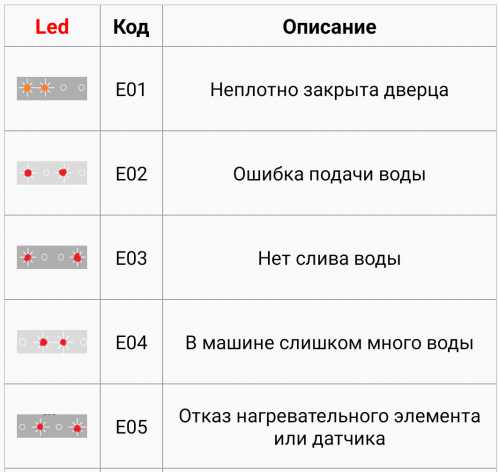 Led Код Описание
E01 Неплотно закрыта дверца
E02 Ошибка подачи воды
E03 Нет слива воды
E04 В машине слишком много воды
E05 Отказ нагревательного элемента
или датчика